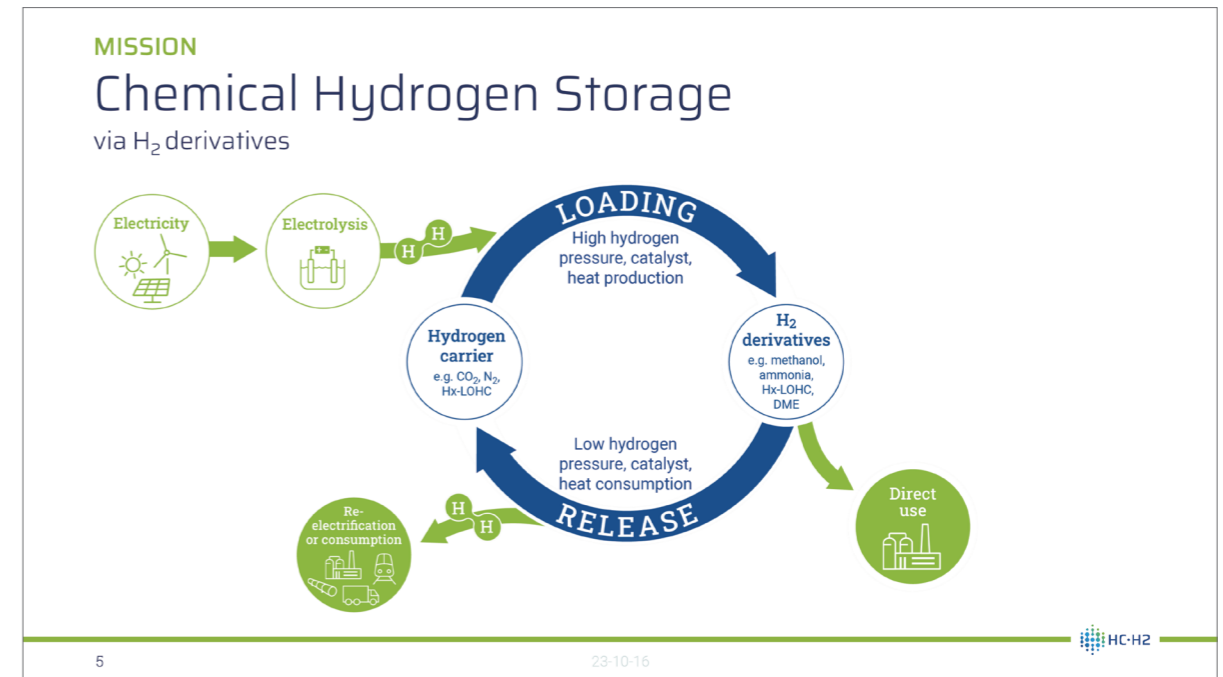 MISSION
Chemical Hydrogen Storage
via H₂ derivatives
Electricity
Electrolysis
H
H
LOADING
High hydrogen
pressure, catalyst,
heat production
Hydrogen
carrier
e.g. CO₂, N₂,
Hx-LOHC
H₂
derivatives
e.g. methanol,
ammonia,
Hx-LOHC,
DME
Low hydrogen
pressure, catalyst,
heat consumption
RELEASE
H
H
Re-
electrification
or consumption
Direct
use
HC-H2
5
23-10-16